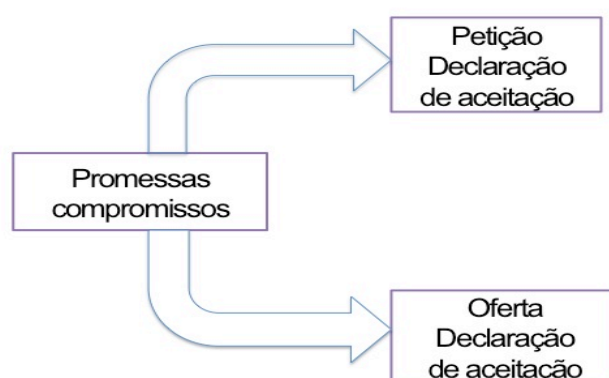 Petição
Declaração
de aceitação
Promessas
compromissos
Oferta
Declaração
de aceitação